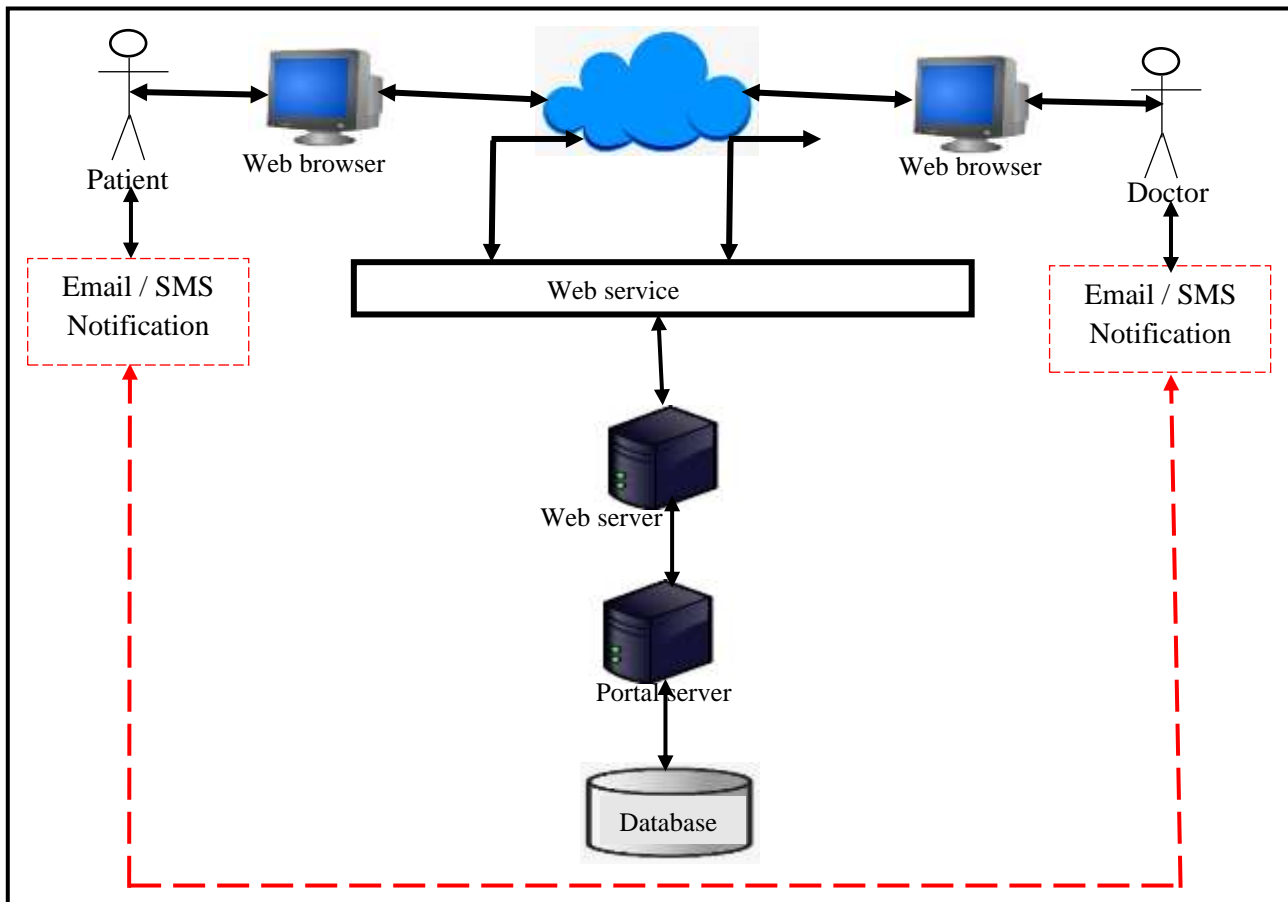 Web browser
Web browser
Patient
Doctor
Email / SMS
Notification
Web service
Email / SMS
Notification
Web server
Portal server
Database